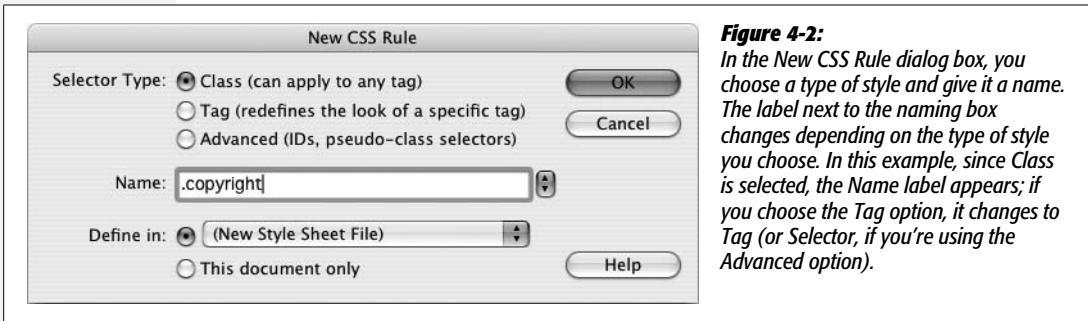 New CSS Rule
Selector Type: Class (can apply to any tag)
Tag (redefines the look of a specific tag)
Advanced (IDs, pseudo-class selectors)
OK
Cancel
Name: .copyright
Define in: (New Style Sheet File)
This document only
Help
Figure 4-2:
In the New CSS Rule dialog box, you
choose a type of style and give it a name.
The label next to the naming box
changes depending on the type of style
you choose. In this example, since Class
is selected, the Name label appears; if
you choose the Tag option, it changes to
Tag (or Selector, if you're using the
Advanced option).